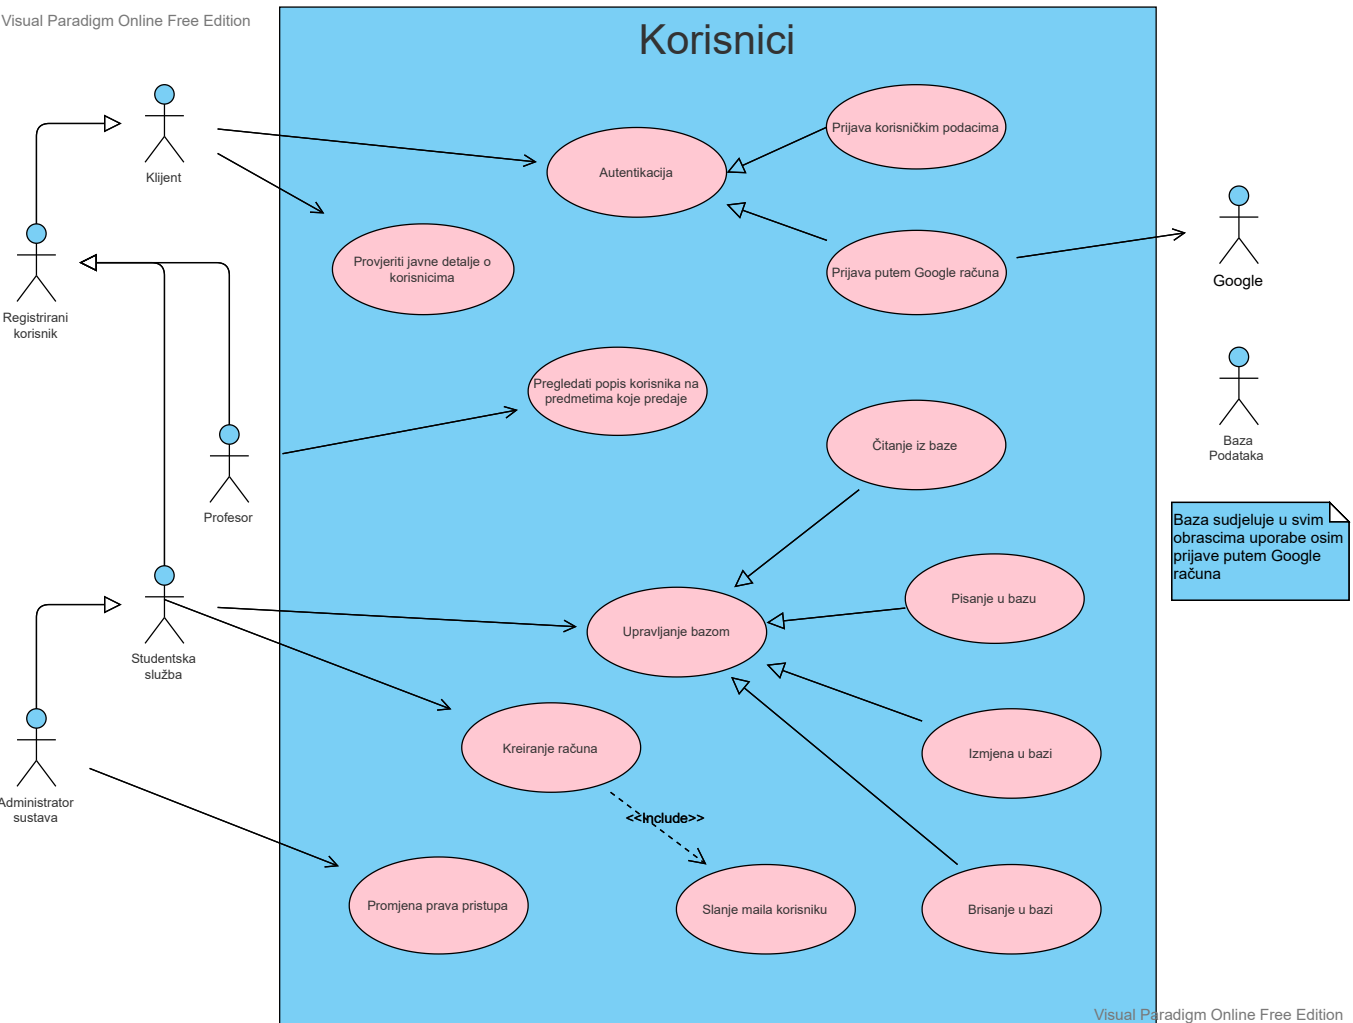 Visual Paradigm Online Free Edition
Korisnici
Klijent
Autentikacija
Prijava korisničkim podacima
Provjeriti javne detalje o
korisnicima
Prijava putem Google računa
Google
Registrirani
korisnik
Pregledati popis korisnika na
predmetima koje predaje
Čitanje iz baze
Baza
Podataka
Profesor
Baza sudjeluje u svim
obrascima uporabe osim
prijave putem Google
računa
Pisanje u bazu
Upravljanje bazom
Studentska
služba
Kreiranje računa
Izmjena u bazi
Administrator
sustava
<<Include>>
Promjena prava pristupa
Slanje maila korisniku
Brisanje u bazi
Visual Paradigm Online Free Edition